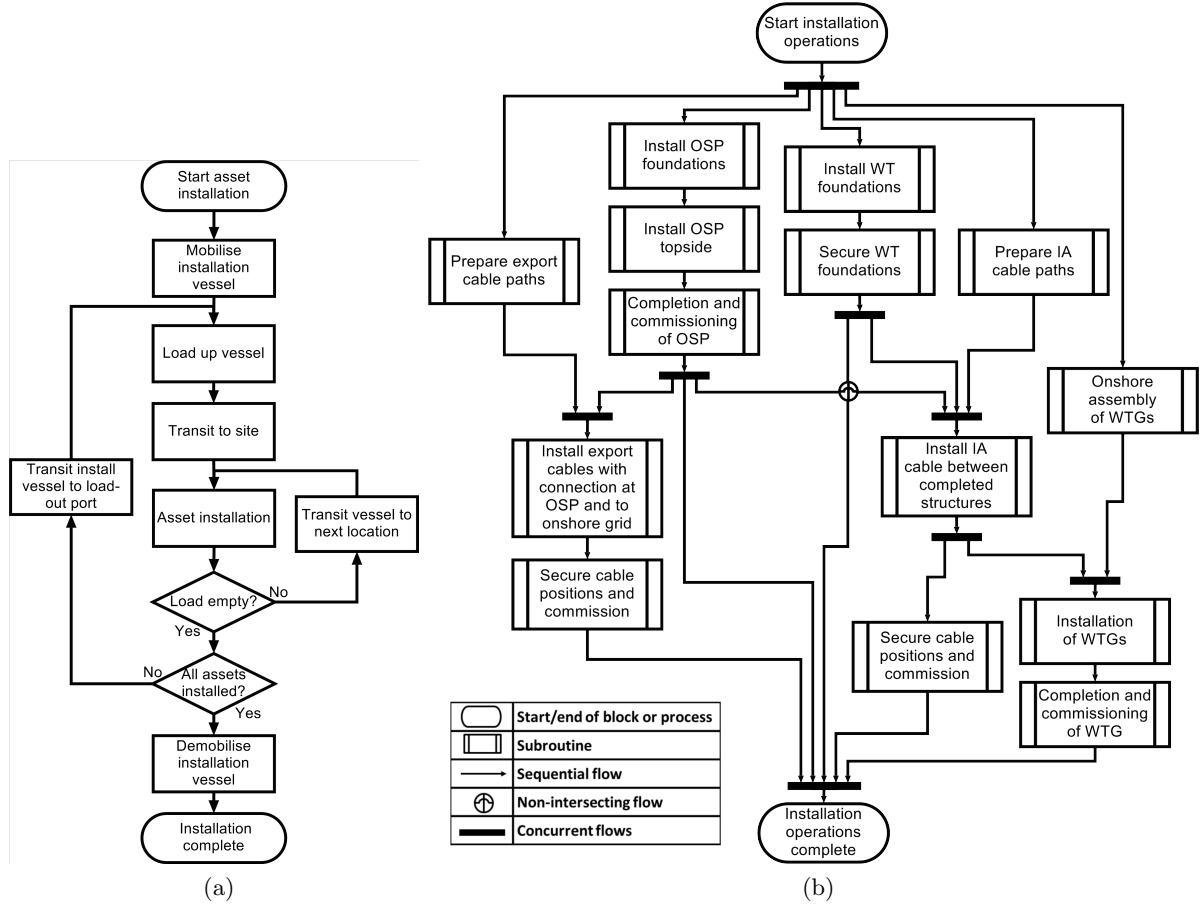 Start asset
installation
Mobilise
installation
vessel
Load up vessel
Transit to site
Transit install
vessel to load-
out port
Asset installation
Transit vessel to
next location
Load empty?
No
Yes
No
All assets
installed?
Yes
Demobilise
installation
vessel
Installation
complete
(a)
Start installation
operations
Install OSP
foundations
Install WT
foundations
Install OSP
topside
Secure WT
foundations
Prepare export
cable paths
Prepare IA
cable paths
Completion and
commissioning
of OSP
Onshore
assembly
of WTGs
Install export
cables with
connection at
OSP and to
onshore grid
Install IA
cable between
completed
structures
Secure cable
positions and
commission
Secure cable
positions and
commission
Installation
of WTGs
Completion and
commissioning
of WTG
Start/end of block or process
Subroutine
Sequential flow
Non-intersecting flow
Concurrent flows
Installation
operations
complete
(b)